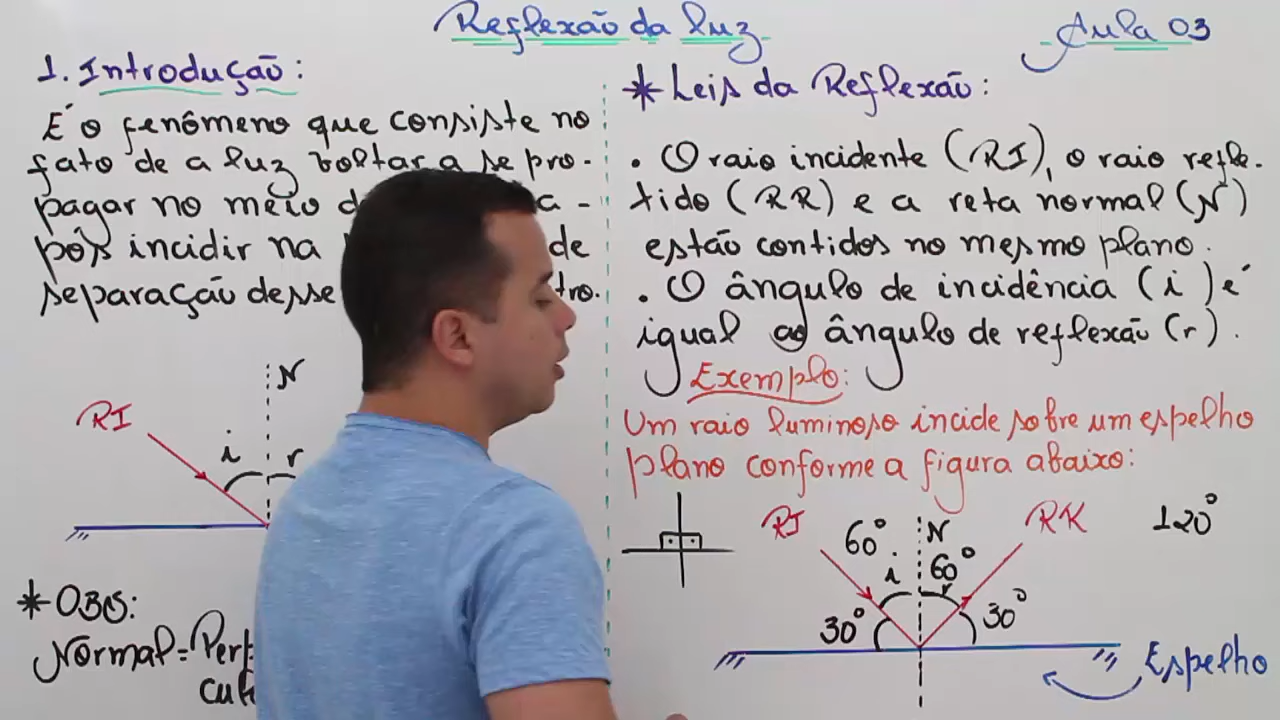 Reflexão da luz
Aula 03
1. Introdução:
É o fenômeno que consiste no
fato de a luz voltar a se pro-
pagar no meio a-
pós incidir na de
separação desse tro.
N
RI
i
r
* OBS:
Normal = Per
cul
* Leis da Reflexão:
. O raio incidente (RI), o raio refle-
tido (RR) e a reta normal (N)
estão contidos no mesmo plano.
. O ângulo de incidência (i) é
igual ao ângulo de reflexão (r).
Exemplo:
Um raio luminoso incide sobre um espelho
plano conforme a figura abaixo:
RI
60°
N
RR
120°
i
60°
r
30°
30°
Espelho